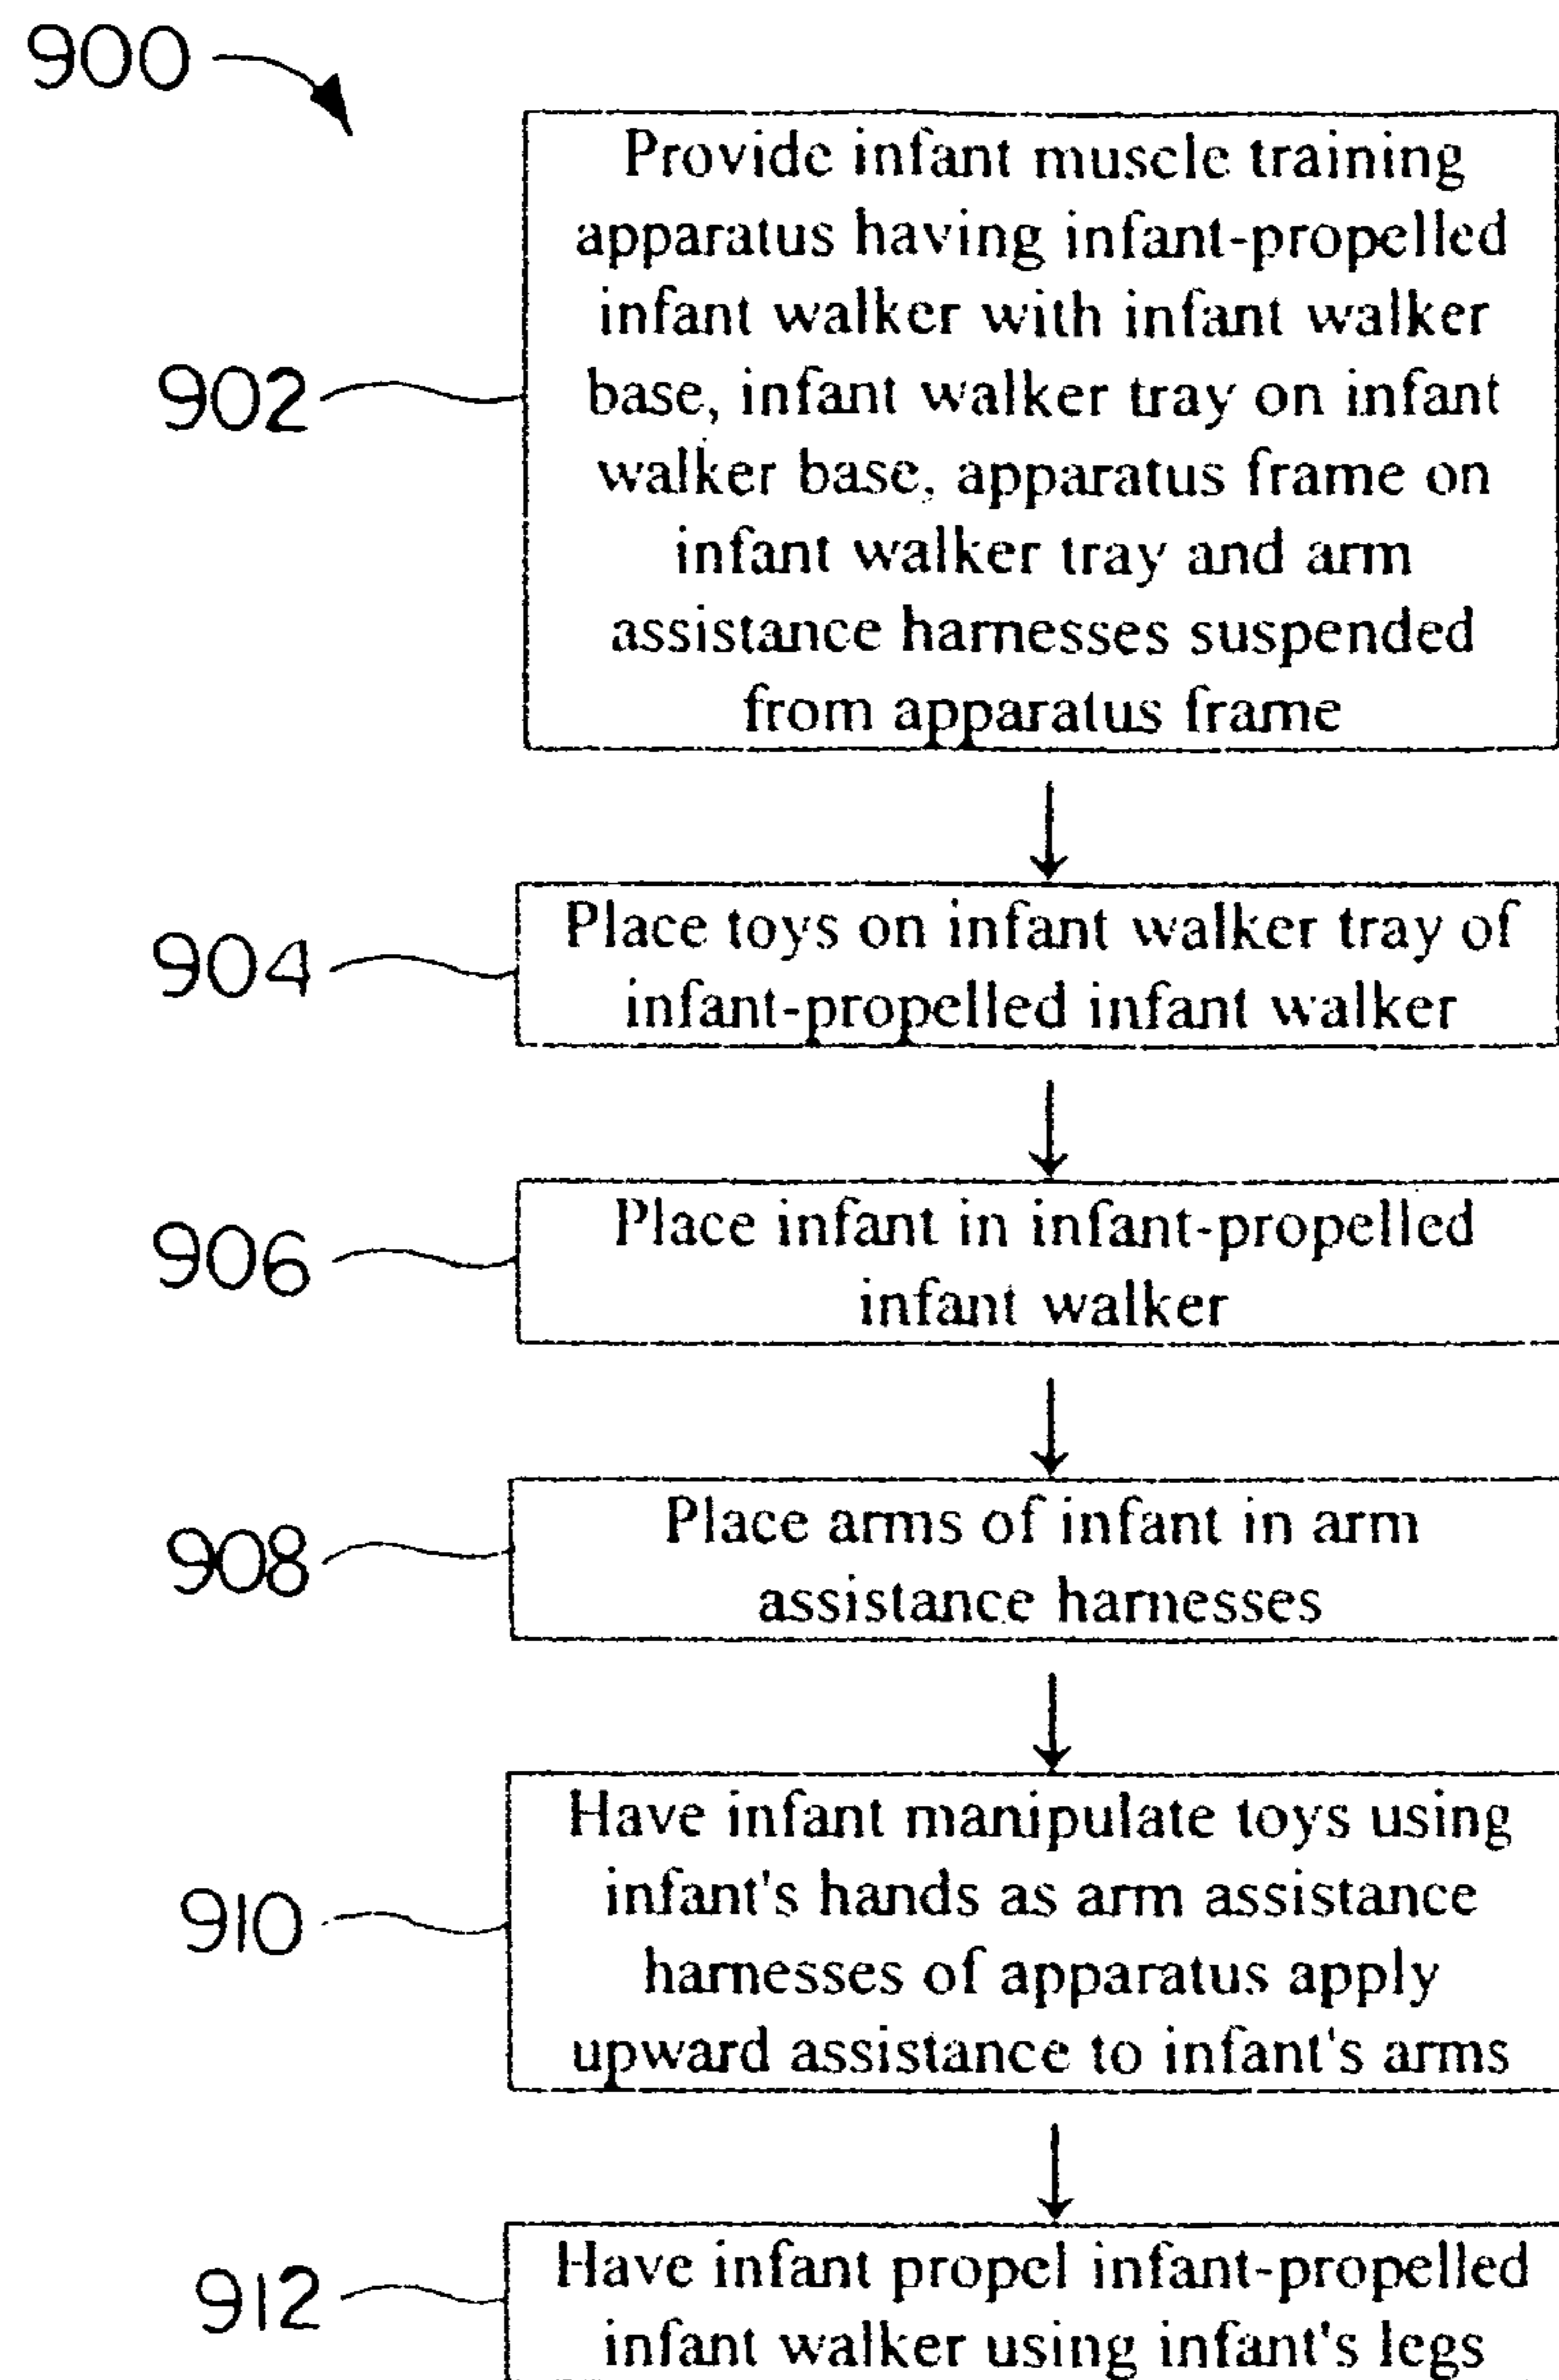 900
Provide infant muscle training
apparatus having infant-propelled
infant walker with infant walker
902
base, infant walker tray on infant
walker base, apparatus frame on
infant walker tray and arm
assistance harnesses suspended
from apparatus frame
Place toys on infant walker tray of
904
infant-propelled infant walker
Place infant in infant-propelled
906
infant walker
Place arms of infant in arm
908
assistance harnesses
Have infant manipulate toys using
infant's hands as arm assistance
910
harnesses of apparatus apply
upward assistance to infant's arms
Have infant propel infant-propelled
912
infant walker using infant's legs